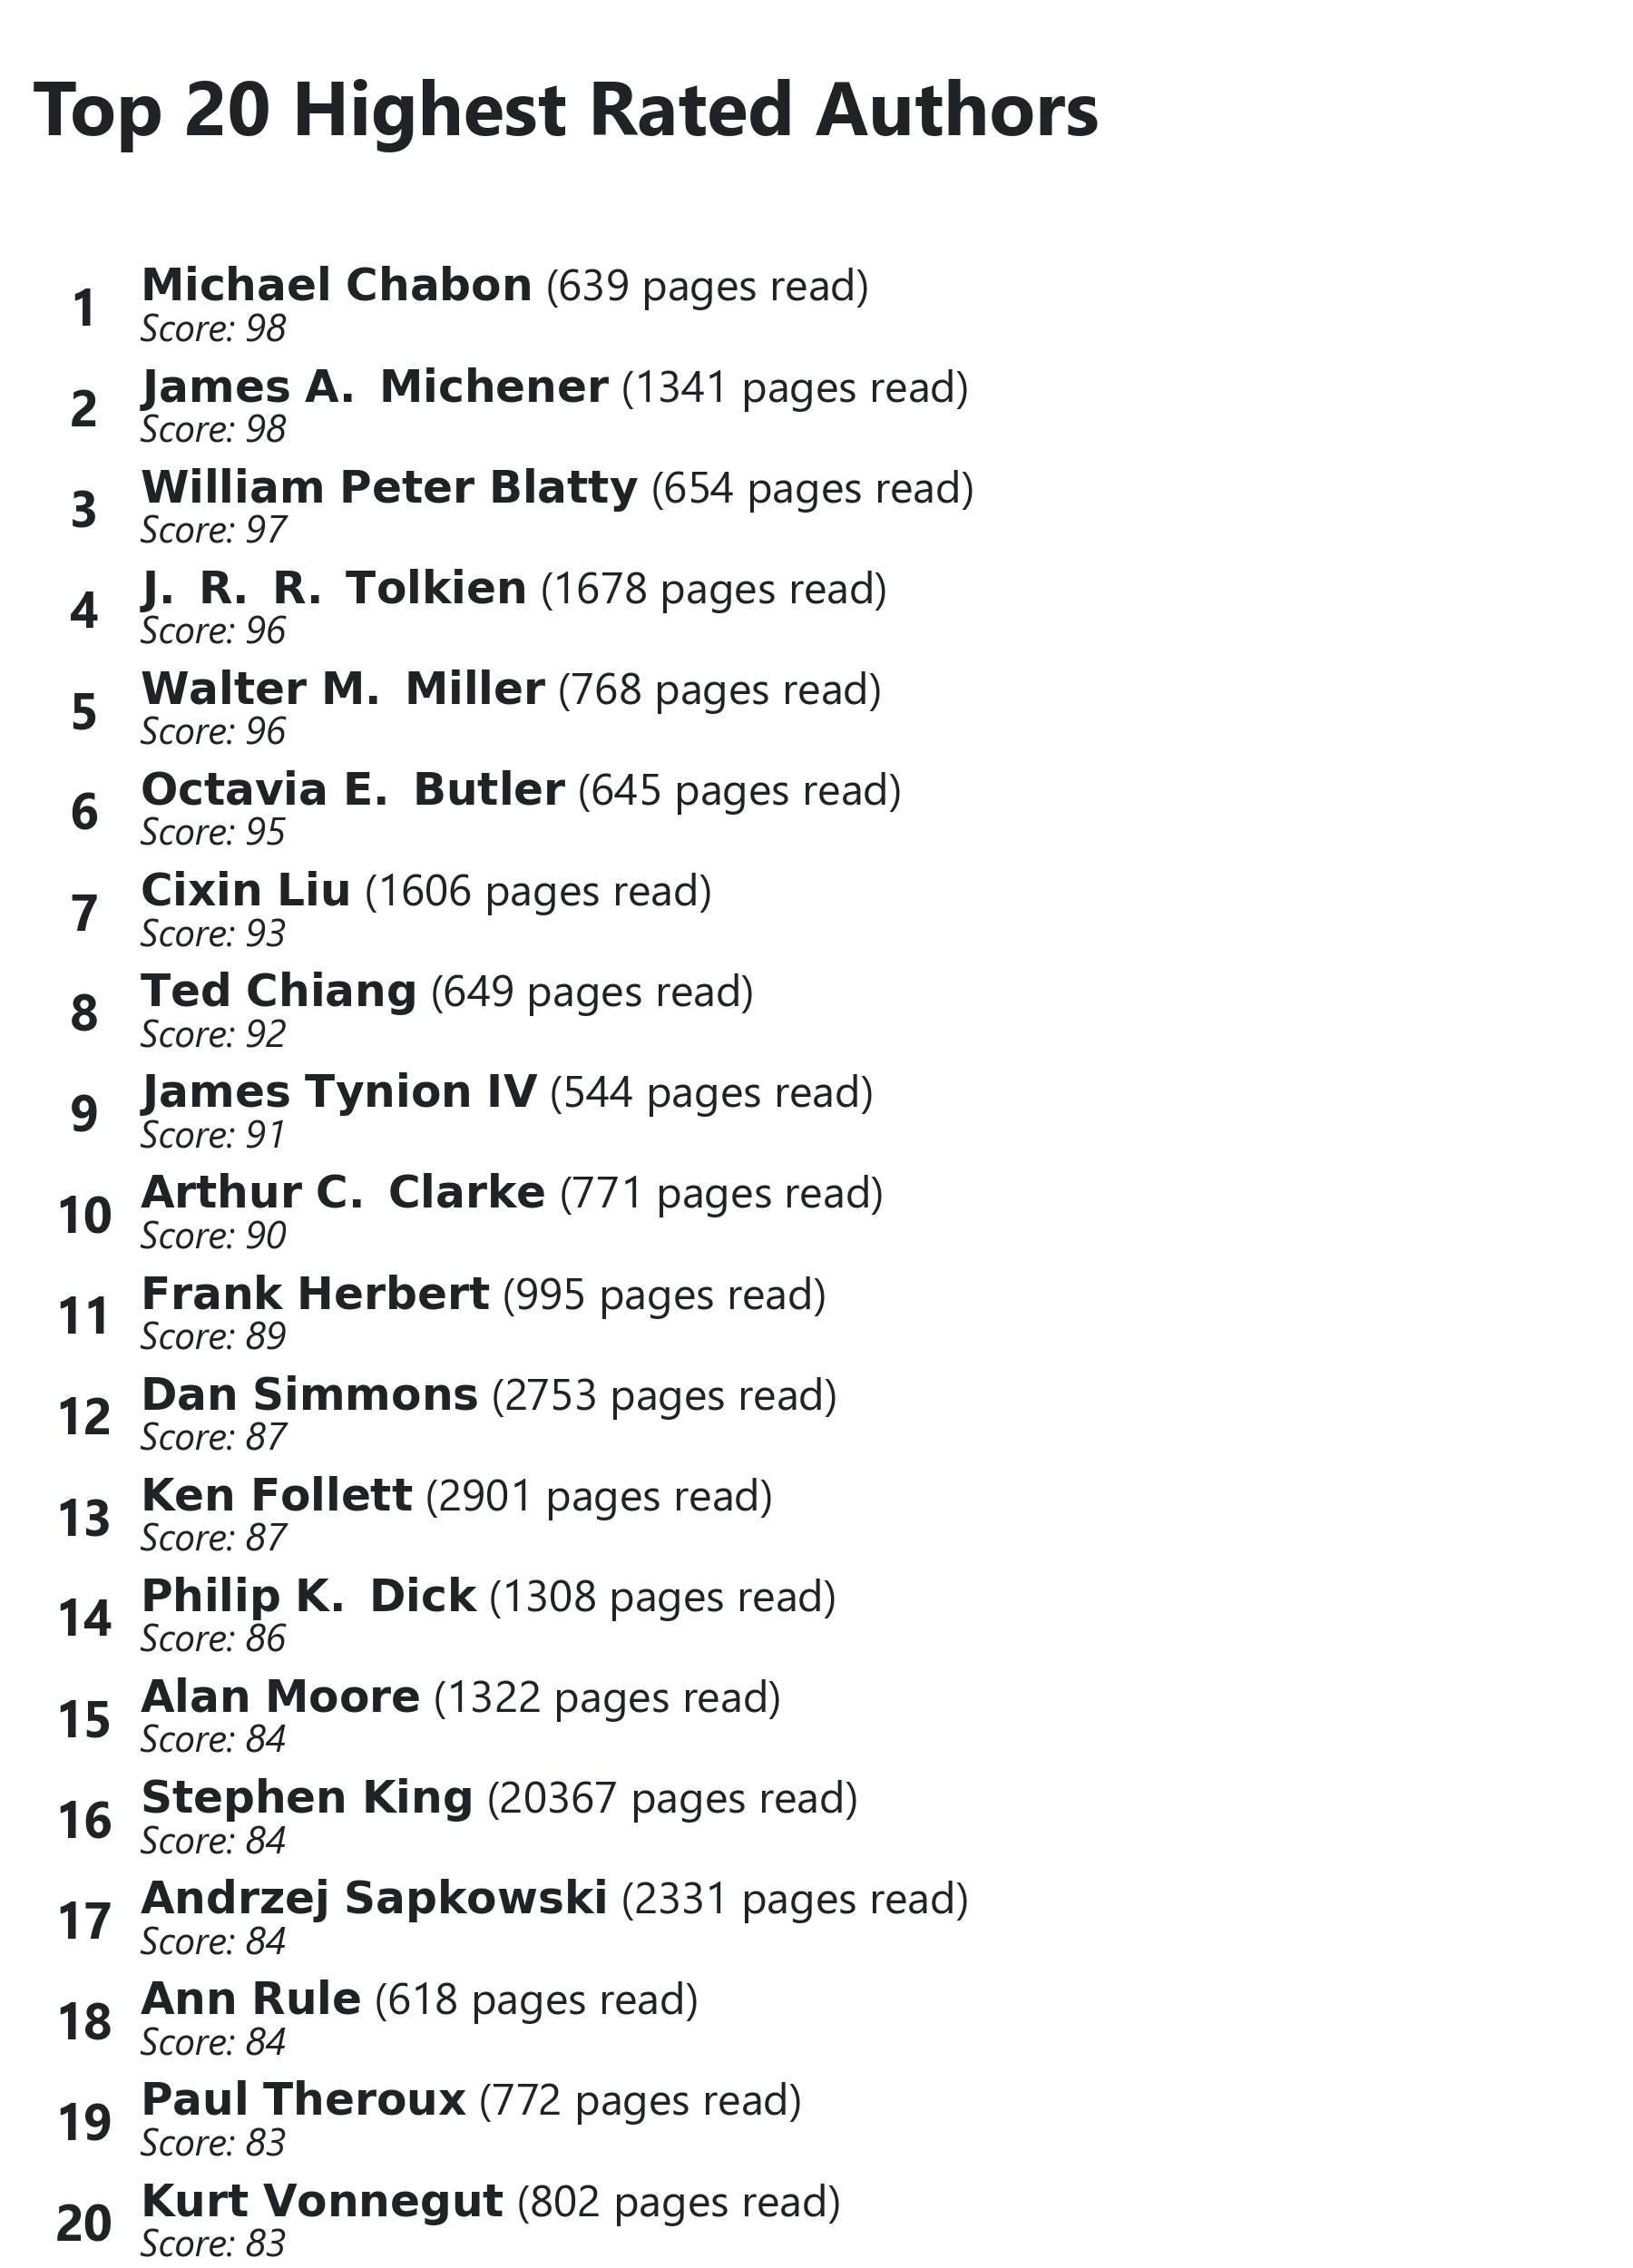 Top 20 Highest Rated Authors
1 Michael Chabon (639 pages read)
Score: 98
2 James A. Michener (1341 pages read)
Score: 98
3 William Peter Blatty (654 pages read)
Score: 97
4 J. R. R. Tolkien (1678 pages read)
Score: 96
5 Walter M. Miller (768 pages read)
Score: 96
6 Octavia E. Butler (645 pages read)
Score: 95
7 Cixin Liu (1606 pages read)
Score: 93
8 Ted Chiang (649 pages read)
Score: 92
9 James Tynion IV (544 pages read)
Score: 91
10 Arthur C. Clarke (771 pages read)
Score: 90
11 Frank Herbert (995 pages read)
Score: 89
12 Dan Simmons (2753 pages read)
Score: 87
13 Ken Follett (2901 pages read)
Score: 87
14 Philip K. Dick (1308 pages read)
Score: 86
15 Alan Moore (1322 pages read)
Score: 84
16 Stephen King (20367 pages read)
Score: 84
17 Andrzej Sapkowski (2331 pages read)
Score: 84
18 Ann Rule (618 pages read)
Score: 84
19 Paul Theroux (772 pages read)
Score: 83
20 Kurt Vonnegut (802 pages read)
Score: 83